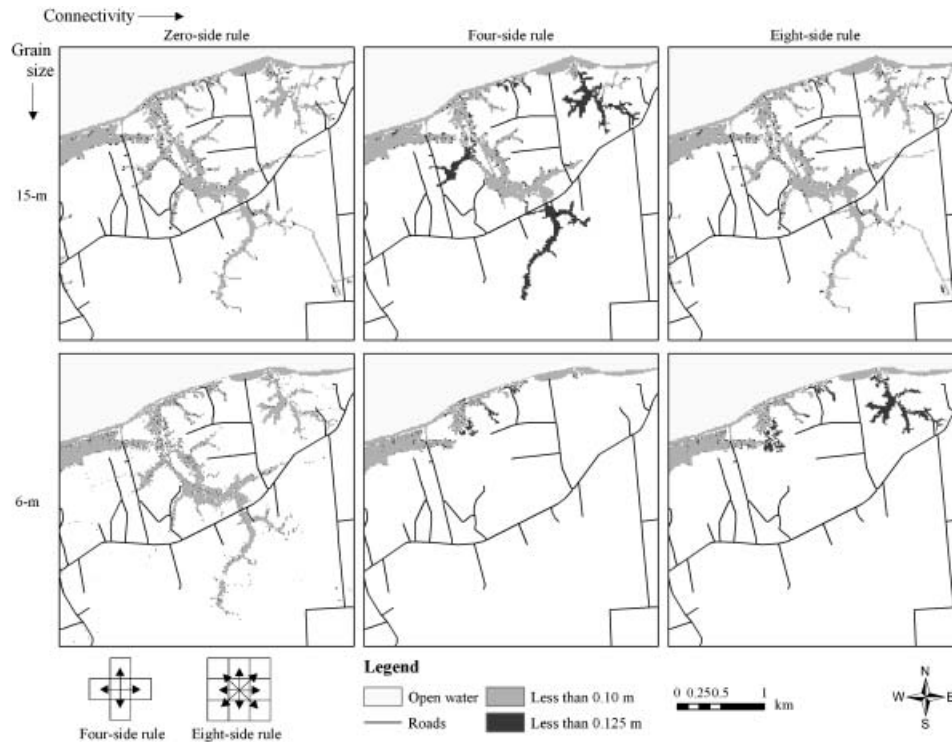 Connectivity
Zero-side rule
Four-side rule
Eight-side rule
Grain
size
15-m
6-m
Four-side rule
Eight-side rule
Legend
Open water
Less than 0.10 m
Roads
Less than 0.125 m
0 0.250.5 1
km
N
W E
S